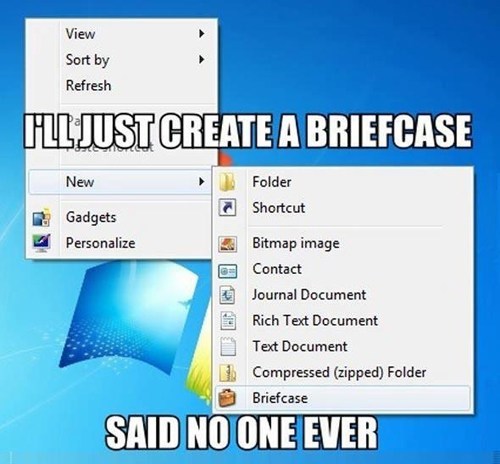 View
Sort by
Refresh
I'LL JUST CREATE A BRIEFCASE
New
Folder
Shortcut
Gadgets
Personalize
Bitmap image
Contact
Journal Document
Rich Text Document
Text Document
Compressed (zipped) Folder
Briefcase
SAID NO ONE EVER